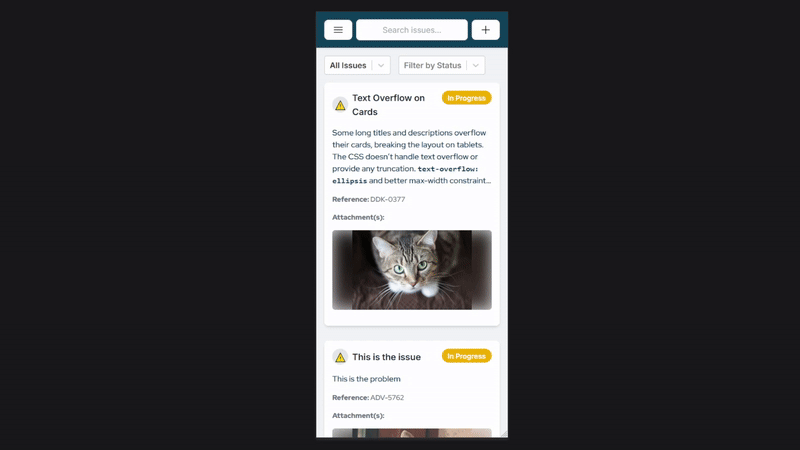 Search issues...
All Issues
Filter by Status
Text Overflow on
Cards
In Progress
Some long titles and descriptions overflow
their cards, breaking the layout on tablets.
The CSS doesn't handle text overflow or
provide any truncation. text-overflow:
ellipsis and better max-width constraint...
Reference: DDK-0377
Attachment(s):
This is the issue
In Progress
This is the problem
Reference: ADV-5762
Attachment(s):